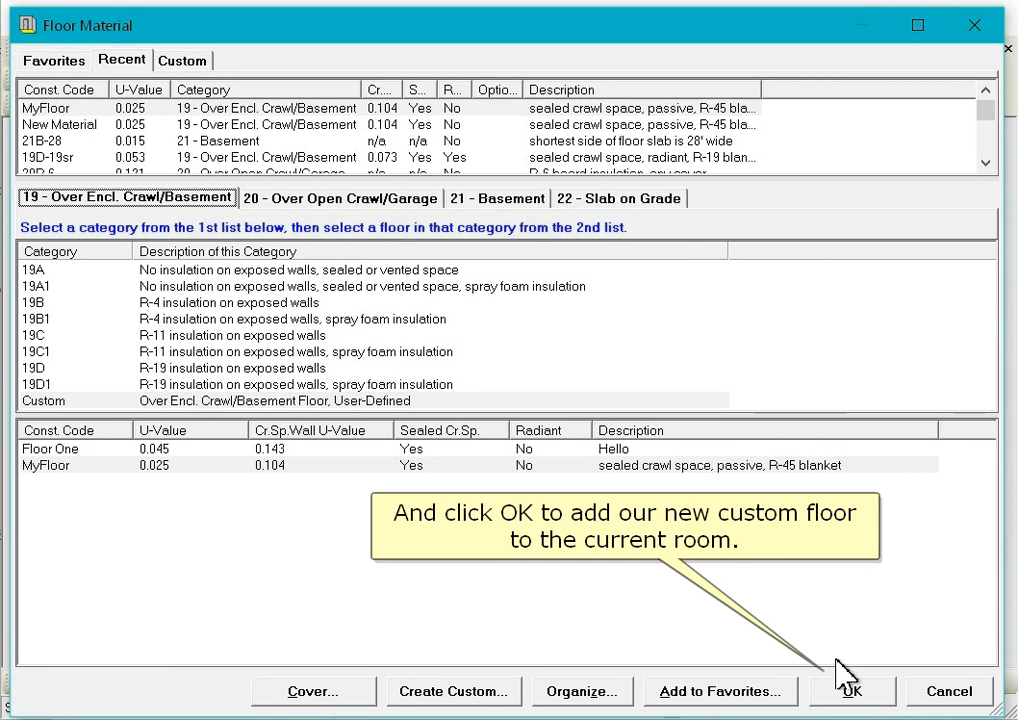 Floor Material
Favorites Recent Custom
Const. Code U-Value Category Cr.... S... R... Optio... Description
MyFloor 0.025 19 - Over Encl. Crawl/Basement 0.104 Yes No sealed crawl space, passive, R-45 bla...
New Material 0.025 19 - Over Encl. Crawl/Basement 0.104 Yes No sealed crawl space, passive, R-45 bla...
21B-28 0.015 21 - Basement n/a n/a No shortest side of floor slab is 28' wide
19D-19sr 0.053 19 - Over Encl. Crawl/Basement 0.073 Yes Yes sealed crawl space, radiant, R-19 blan...
19 - Over Encl. Crawl/Basement 20 - Over Open Crawl/Garage 21 - Basement 22 - Slab on Grade
Select a category from the 1st list below, then select a floor in that category from the 2nd list.
Category Description of this Category
19A No insulation on exposed walls, sealed or vented space
19A1 No insulation on exposed walls, sealed or vented space, spray foam insulation
19B R-4 insulation on exposed walls
19B1 R-4 insulation on exposed walls, spray foam insulation
19C R-11 insulation on exposed walls
19C1 R-11 insulation on exposed walls, spray foam insulation
19D R-19 insulation on exposed walls
19D1 R-19 insulation on exposed walls, spray foam insulation
Custom Over Encl. Crawl/Basement Floor, User-Defined
Const. Code U-Value Cr.Sp.Wall U-Value Sealed Cr.Sp. Radiant Description
Floor One 0.045 0.143 Yes No Hello
MyFloor 0.025 0.104 Yes No sealed crawl space, passive, R-45 blanket
And click OK to add our new custom floor
to the current room.
Cover... Create Custom... Organize... Add to Favorites... OK Cancel